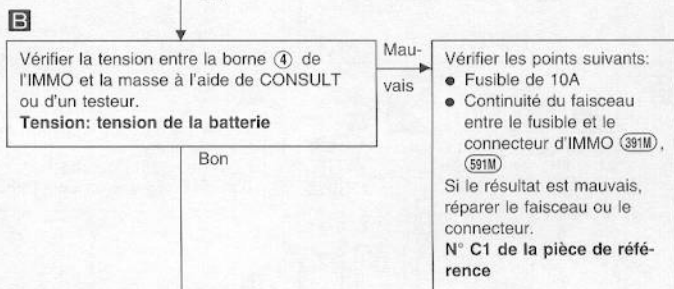 B
Vérifier la tension entre la borne ④ de
l'IMMO et la masse à l'aide de CONSULT
ou d'un testeur.
Tension: tension de la batterie
Mau-
vais
Bon
Vérifier les points suivants:
● Fusible de 10A
● Continuité du faisceau
entre le fusible et le
connecteur d'IMMO (391M),
(591M)
Si le résultat est mauvais,
réparer le faisceau ou le
connecteur.
N° C1 de la pièce de réfé-
rence